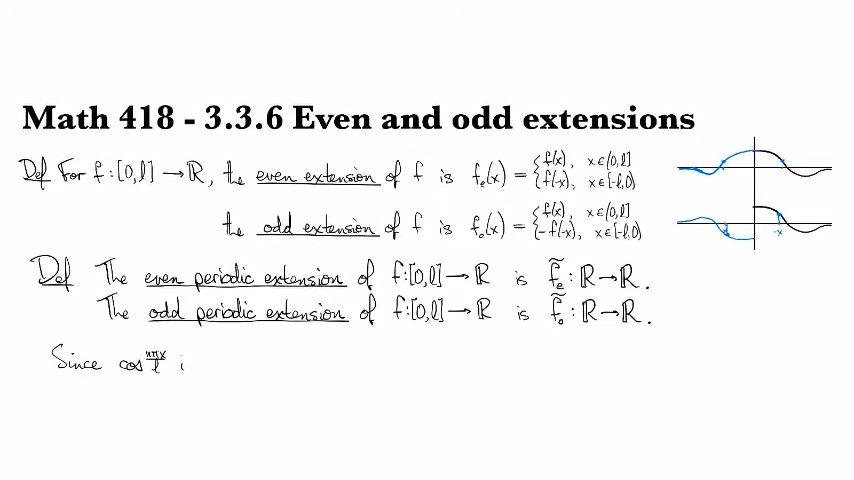 Math 418 - 3.3.6 Even and odd extensions
Def For f:[0,l]→ℝ, the even extension of f is fₑ(x) = { f(x), x∈(0,l]
f(-x), x∈[-l,0)
the odd extension of f is fₒ(x) = { f(x), x∈(0,l]
-f(-x), x∈[-l,0)
-x
Def The even periodic extension of f:[0,l]→ℝ is f̃ₑ:ℝ→ℝ.
The odd periodic extension of f:[0,l]→ℝ is f̃ₒ:ℝ→ℝ.
Since cos nπx/l i